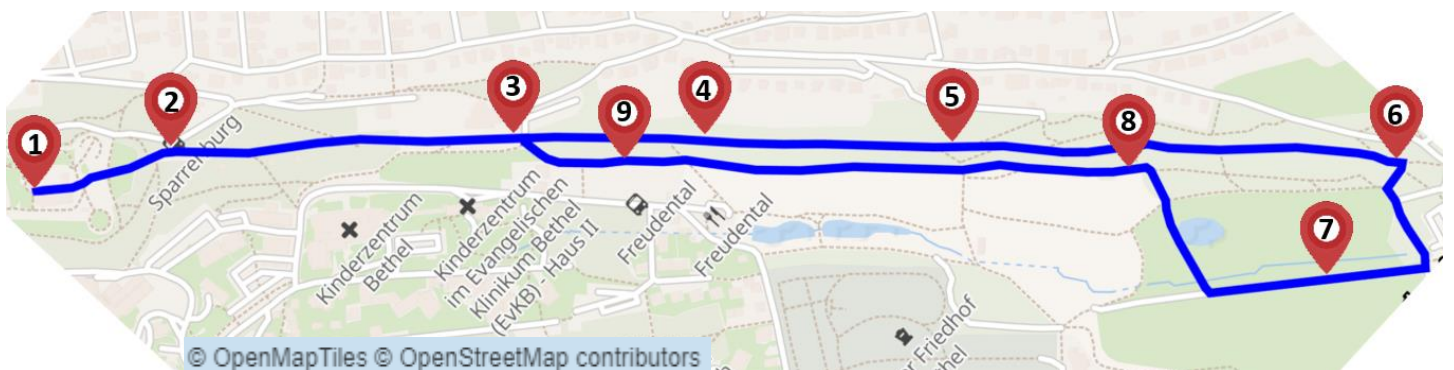 1
2
3
4
5
6
7
8
9
Sparrenburg
Kinderzentrum
Bethel
Kinderzentrum
im Evangelischen
Klinikum Bethel
(EvKB) - Haus II
Freudental
Freudental
Friedhof
© OpenMapTiles © OpenStreetMap contributors